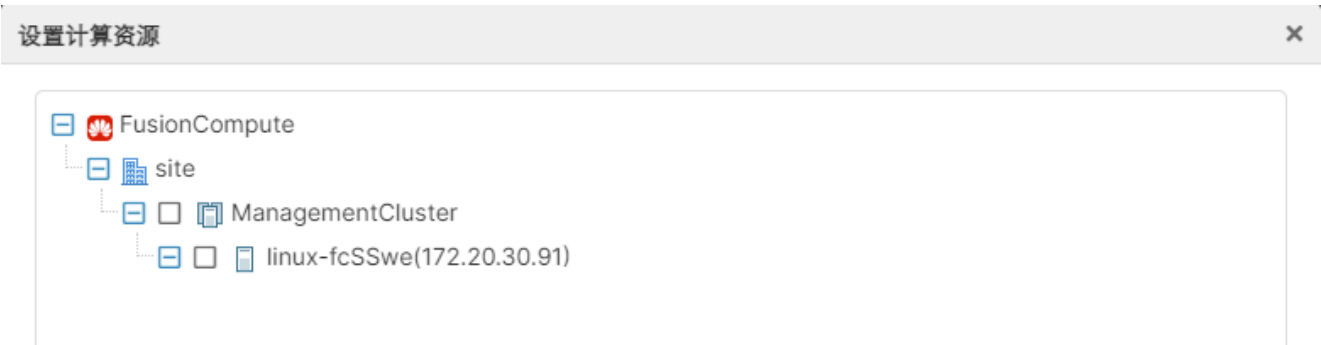 设置计算资源
FusionCompute
site
ManagementCluster
linux-fcSSwe(172.20.30.91)